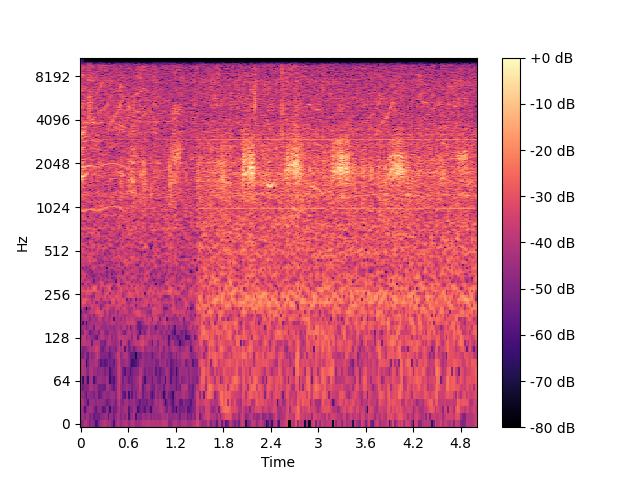 8192
4096
2048
1024
512
256
128
64
0
Hz
0 0.6 1.2 1.8 2.4 3 3.6 4.2 4.8
Time
+0 dB
-10 dB
-20 dB
-30 dB
-40 dB
-50 dB
-60 dB
-70 dB
-80 dB